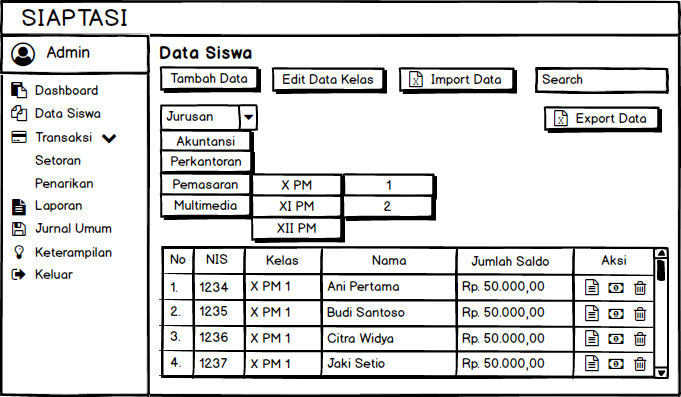 SIAPTASI
Admin
Dashboard
Data Siswa
Transaksi
Setoran
Penarikan
Laporan
Jurnal Umum
Keterampilan
Keluar
Data Siswa
Tambah Data Edit Data Kelas X Import Data Search
Jurusan X Export Data
Akuntansi
Perkantoran
Pemasaran X PM 1
Multimedia XI PM 2
XII PM
No NIS Kelas Nama Jumlah Saldo Aksi
1. 1234 X PM 1 Ani Pertama Rp. 50.000,00
2. 1235 X PM 1 Budi Santoso Rp. 50.000,00
3. 1236 X PM 1 Citra Widya Rp. 50.000,00
4. 1237 X PM 1 Jaki Setio Rp. 50.000,00